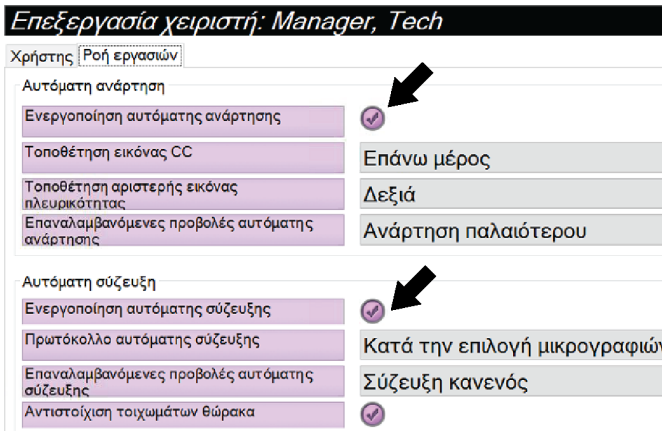 Επεξεργασία χειριστή: Manager, Tech
Χρήστης Ροή εργασιών
Αυτόματη ανάρτηση
Ενεργοποίηση αυτόματης ανάρτησης
Τοποθέτηση εικόνας CC
Επάνω μέρος
Τοποθέτηση αριστερής εικόνας
πλευρικότητας
Δεξιά
Επαναλαμβανόμενες προβολές αυτόματης
ανάρτησης
Ανάρτηση παλαιότερου
Αυτόματη σύζευξη
Ενεργοποίηση αυτόματης σύζευξης
Πρωτόκολλο αυτόματης σύζευξης
Κατά την επιλογή μικρογραφιών
Επαναλαμβανόμενες προβολές αυτόματης
σύζευξης
Σύζευξη κανενός
Αντιστοίχιση τοιχωμάτων θώρακα